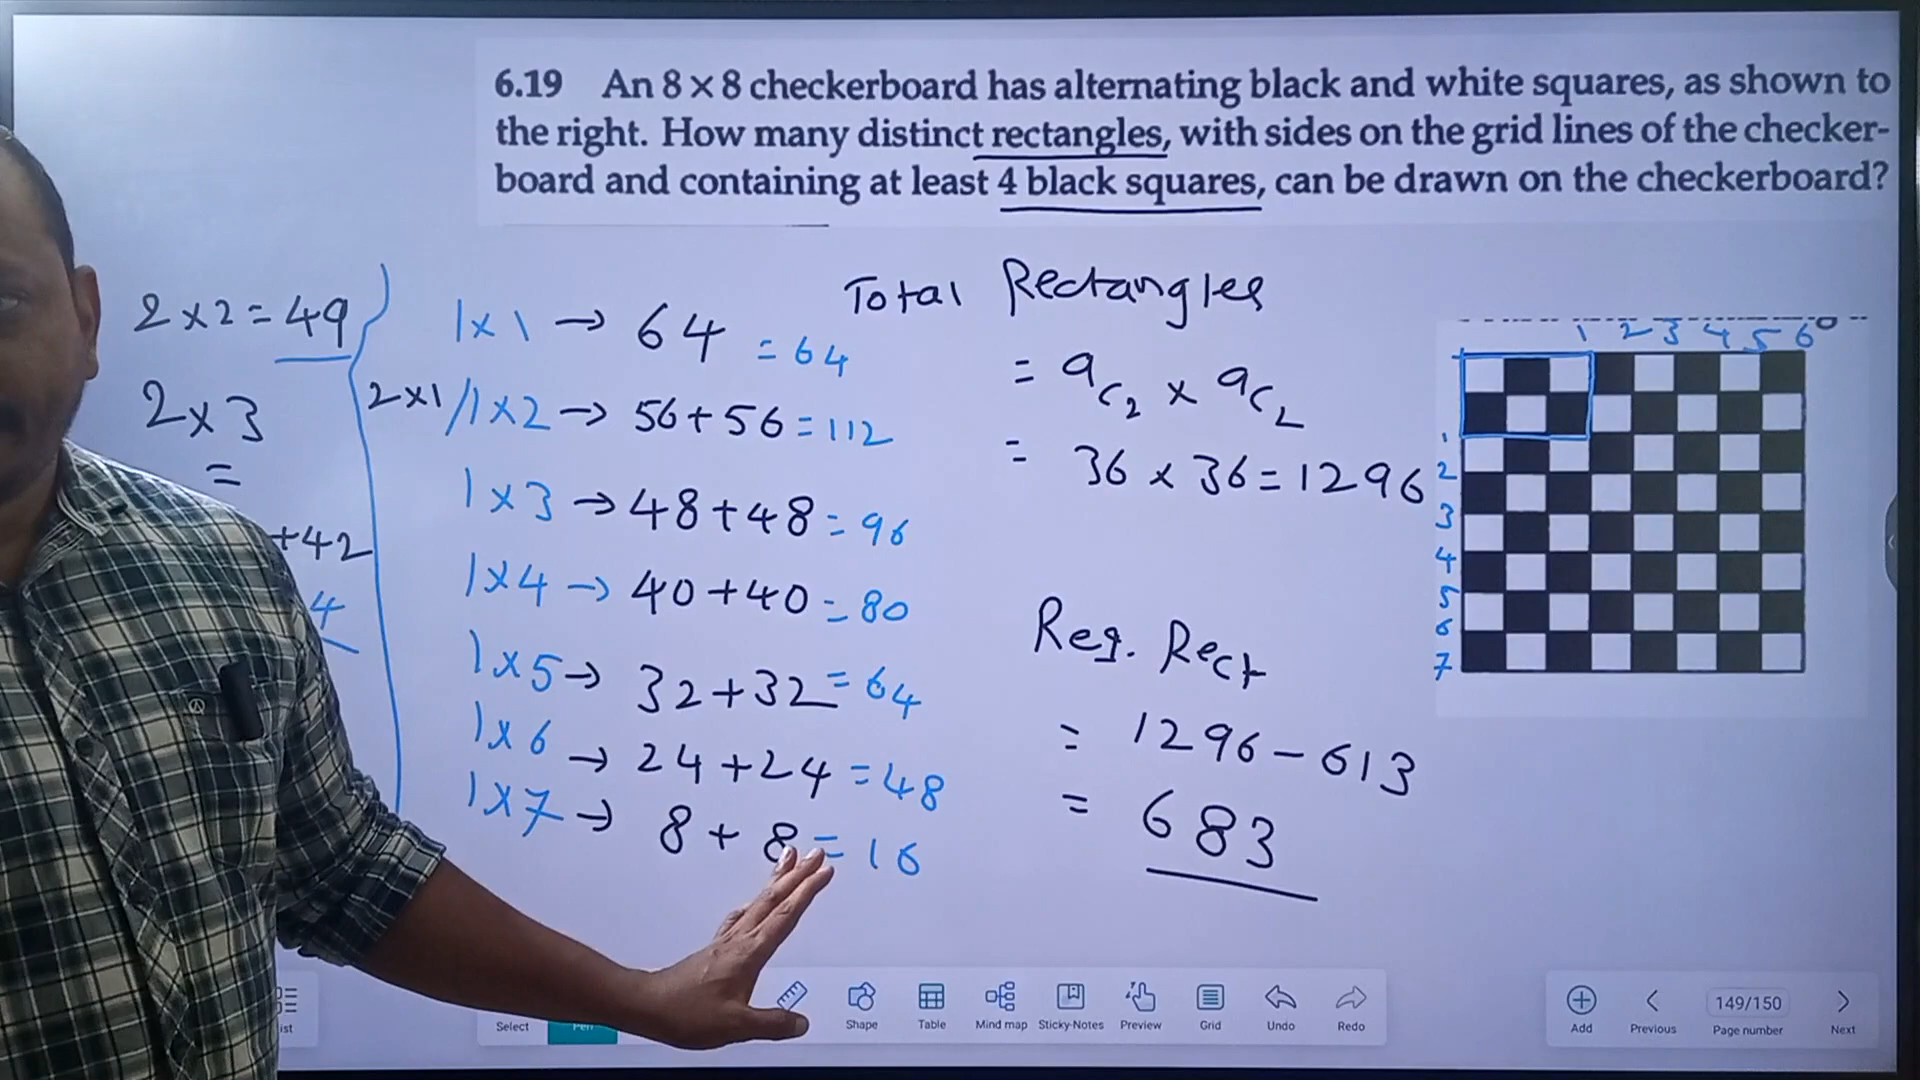 6.19 An 8 × 8 checkerboard has alternating black and white squares, as shown to
the right. How many distinct rectangles, with sides on the grid lines of the checker-
board and containing at least 4 black squares, can be drawn on the checkerboard?
2 x 2 = 49
2 x 3
=
+42
4
1 x 1 → 64 = 64
2x1 / 1x2 → 56 + 56 = 112
1 x 3 → 48 + 48 = 96
1 x 4 → 40 + 40 = 80
1 x 5 → 32 + 32 = 64
1 x 6 → 24 + 24 = 48
1 x 7 → 8 + 8 = 16
Total Rectangles
= 9c2 x 9c2
= 36 x 36 = 1296
Req. Rect
= 1296 - 613
= 683
1 2 3 4 5 6
1
2
3
4
5
6
7
Select Pen Shape Table Mind map Sticky-Notes Preview Grid Undo Redo
Add Previous 149/150 Page number Next